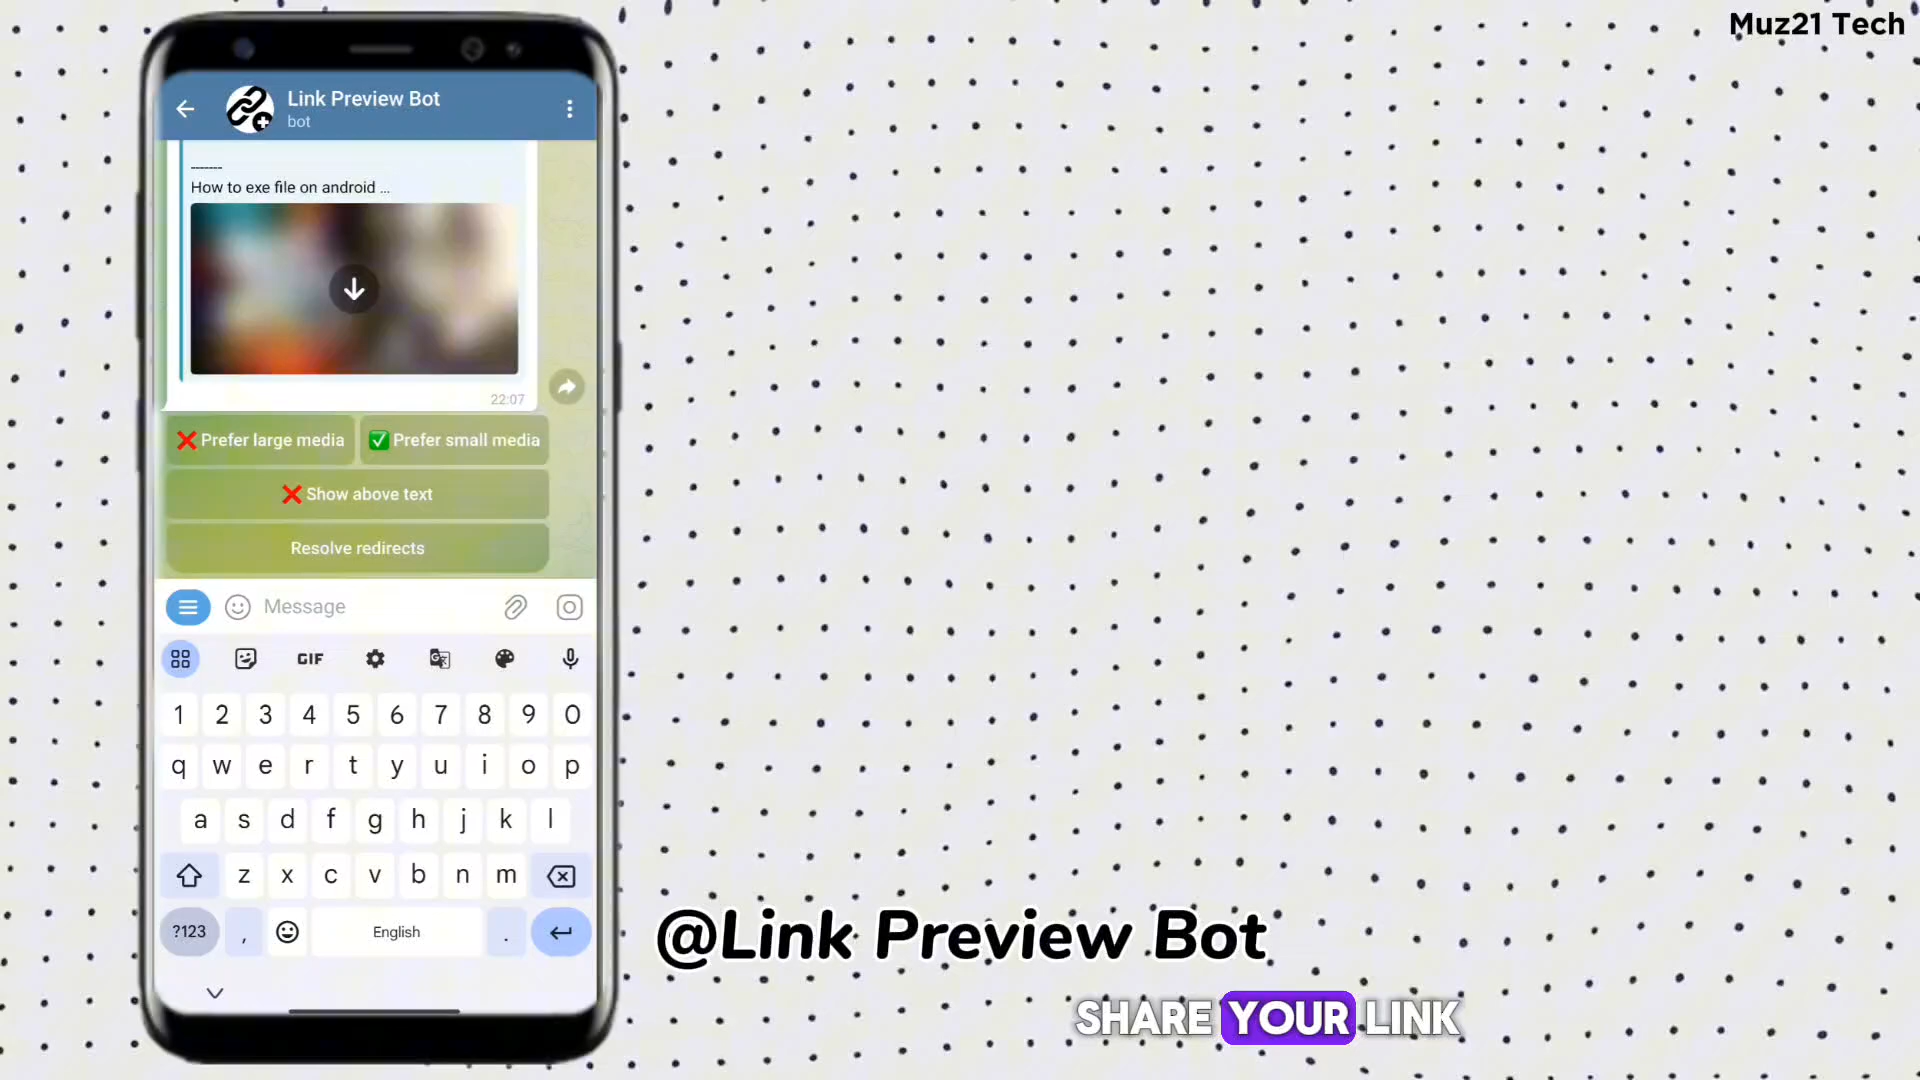 Muz21 Tech
Link Preview Bot
bot
-------
How to exe file on android ...
22:07
❌ Prefer large media
✅ Prefer small media
❌ Show above text
Resolve redirects
Message
GIF
1 2 3 4 5 6 7 8 9 0
q w e r t y u i o p
a s d f g h j k l
z x c v b n m
?123 , English .
@Link Preview Bot
SHARE YOUR LINK